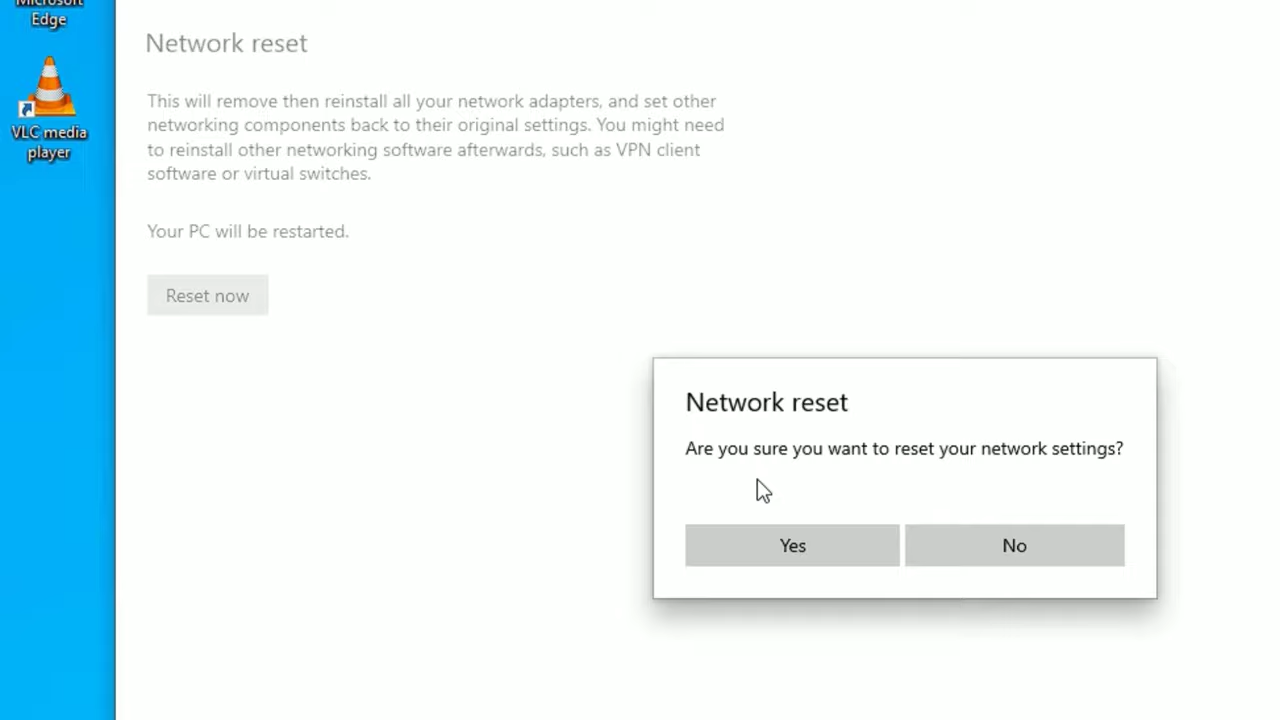 Microsoft
Edge
VLC media
player
Network reset
This will remove then reinstall all your network adapters, and set other
networking components back to their original settings. You might need
to reinstall other networking software afterwards, such as VPN client
software or virtual switches.
Your PC will be restarted.
Reset now
Network reset
Are you sure you want to reset your network settings?
Yes
No